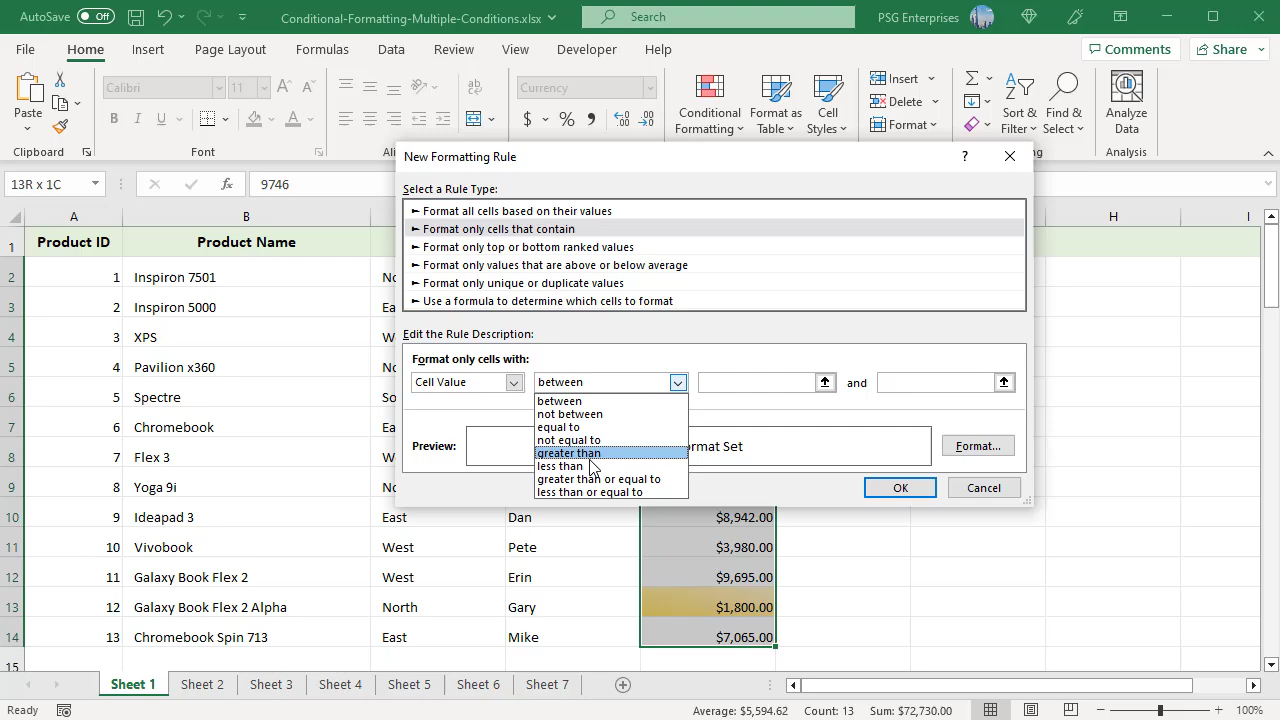 AutoSave Off Conditional-Formatting-Multiple-Conditions.xlsx Search PSG Enterprises
File Home Insert Page Layout Formulas Data Review View Developer Help Comments Share
Paste Calibri 11 Currency Conditional Formatting Format as Table Cell Styles Insert Delete Format Sort & Filter Find & Select Analyze Data
B I U A A A ab $ % , .00
Clipboard Font Analysis
13R x 1C fx 9746
New Formatting Rule ?
Select a Rule Type:
► Format all cells based on their values
► Format only cells that contain
► Format only top or bottom ranked values
► Format only values that are above or below average
► Format only unique or duplicate values
► Use a formula to determine which cells to format
Edit the Rule Description:
Format only cells with:
Cell Value between and
between
not between
equal to
not equal to
greater than
less than
greater than or equal to
less than or equal to
Preview: Format...
OK Cancel
A B H I
1 Product ID Product Name
2 1 Inspiron 7501
3 2 Inspiron 5000
4 3 XPS
5 4 Pavilion x360
6 5 Spectre
7 6 Chromebook
8 7 Flex 3
9 8 Yoga 9i
10 9 Ideapad 3 East Dan $8,942.00
11 10 Vivobook West Pete $3,980.00
12 11 Galaxy Book Flex 2 West Erin $9,695.00
13 12 Galaxy Book Flex 2 Alpha North Gary $1,800.00
14 13 Chromebook Spin 713 East Mike $7,065.00
15
Sheet 1 Sheet 2 Sheet 3 Sheet 4 Sheet 5 Sheet 6 Sheet 7
Ready Average: $5,594.62 Count: 13 Sum: $72,730.00 100%